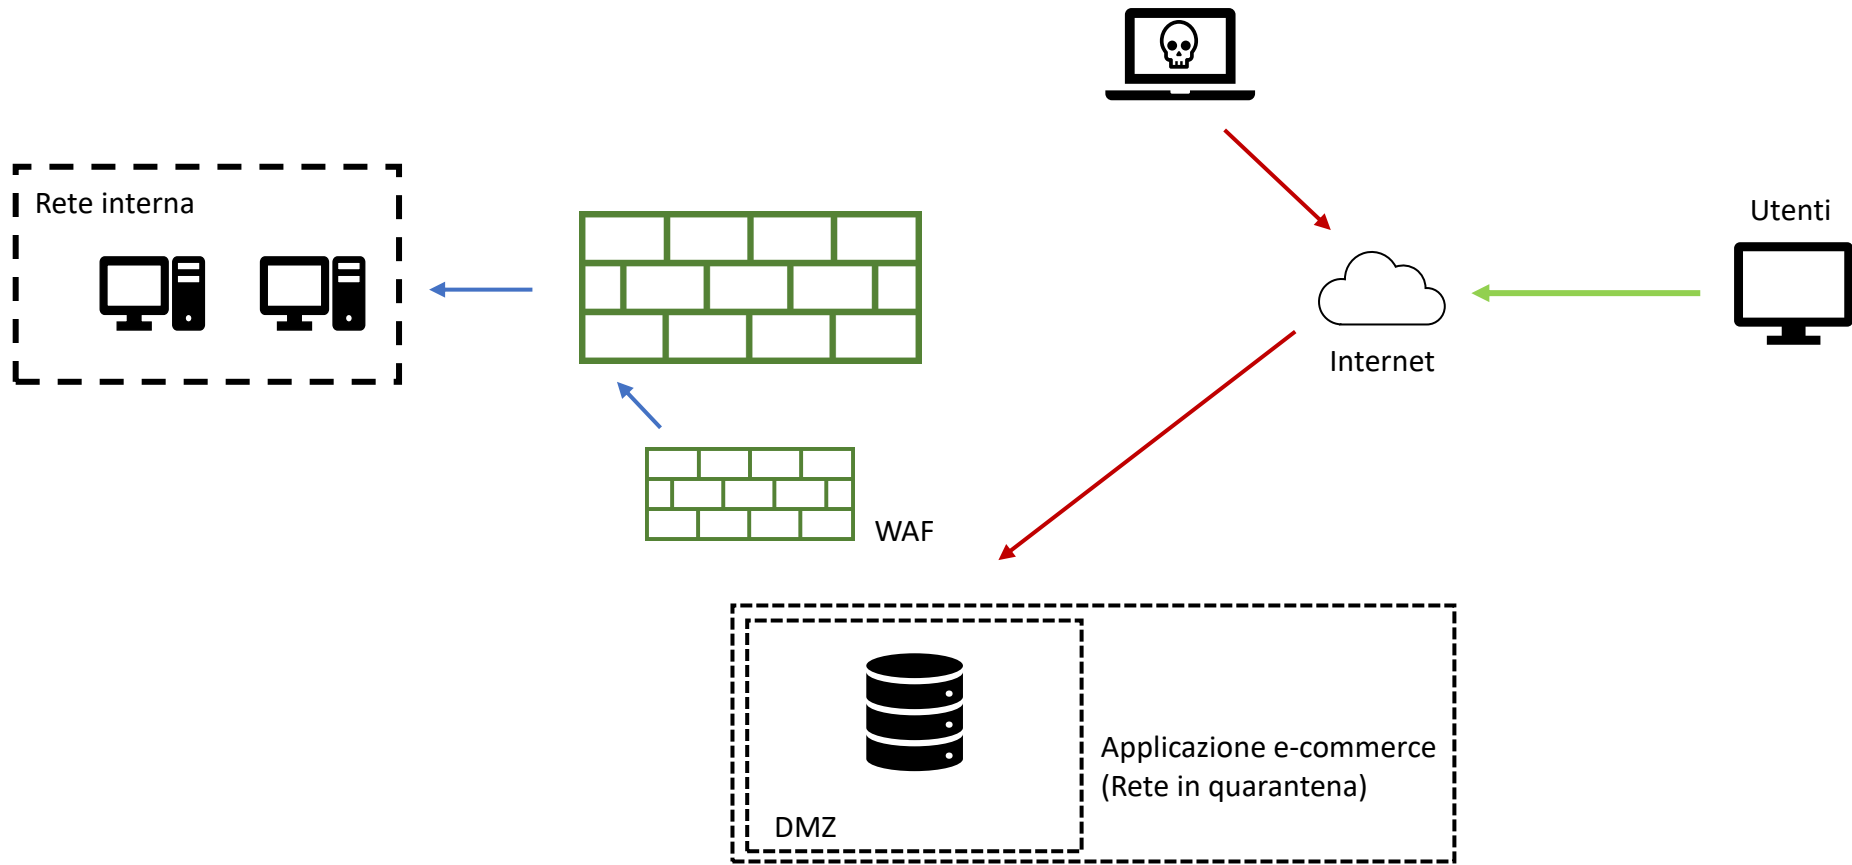 Rete interna
Utenti
Internet
WAF
Applicazione e-commerce
(Rete in quarantena)
DMZ